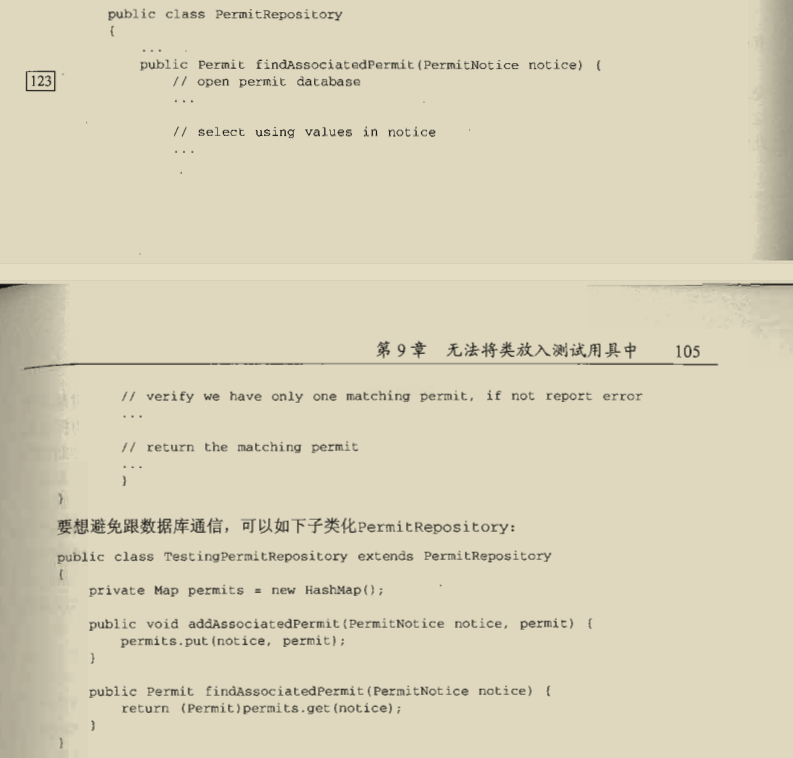 public class PermitRepository
{
...
public Permit findAssociatedPermit(PermitNotice notice) {
123
// open permit database
...
// select using values in notice
...
第9章 无法将类放入测试用具中 105
// verify we have only one matching permit, if not report error
...
// return the matching permit
...
}
}
要想避免跟数据库通信，可以如下子类化PermitRepository:
public class TestingPermitRepository extends PermitRepository
{
private Map permits = new HashMap();
public void addAssociatedPermit(PermitNotice notice, permit) {
permits.put(notice, permit);
}
public Permit findAssociatedPermit(PermitNotice notice) {
return (Permit)permits.get(notice);
}
}